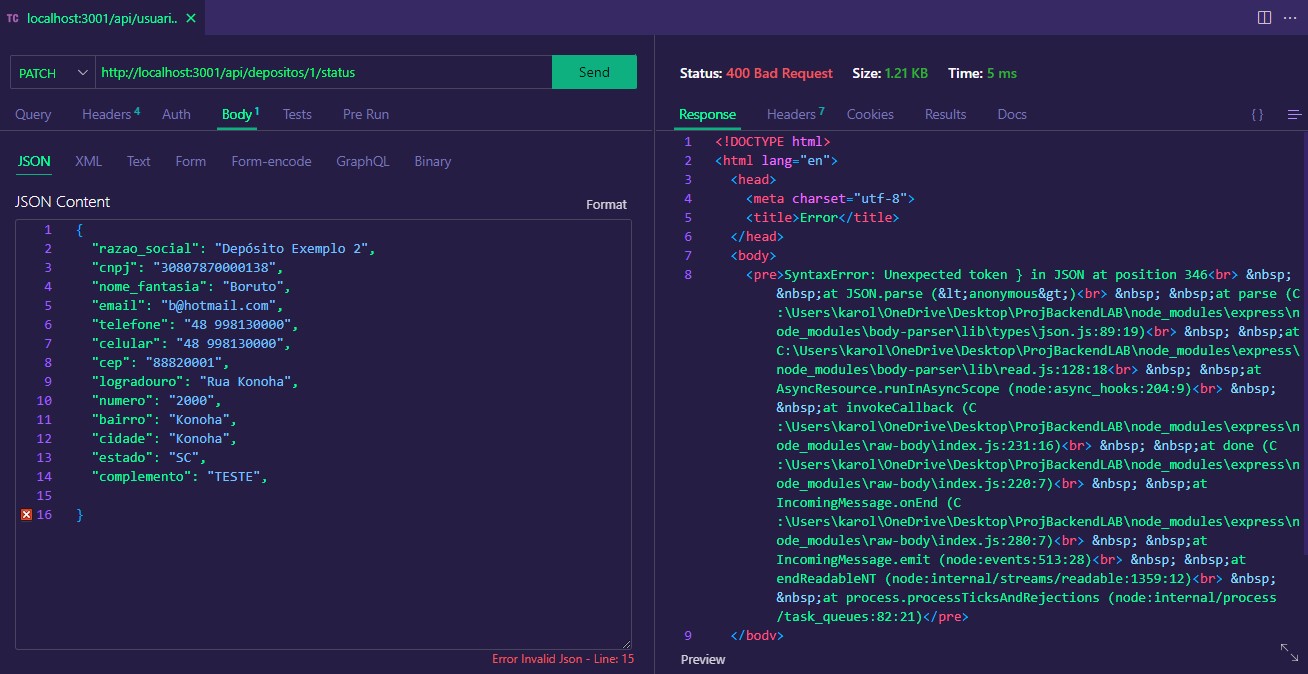 TC localhost:3001/api/usuari.. ×
PATCH http://localhost:3001/api/depositos/1/status Send
Query Headers 4 Auth Body 1 Tests Pre Run
JSON XML Text Form Form-encode GraphQL Binary
JSON Content Format
1 {
2 "razao_social": "Depósito Exemplo 2",
3 "cnpj": "30807870000138",
4 "nome_fantasia": "Boruto",
5 "email": "b@hotmail.com",
6 "telefone": "48 998130000",
7 "celular": "48 998130000",
8 "cep": "88820001",
9 "logradouro": "Rua Konoha",
10 "numero": "2000",
11 "bairro": "Konoha",
12 "cidade": "Konoha",
13 "estado": "SC",
14 "complemento": "TESTE",
15
16 }
Error Invalid Json - Line: 15
Status: 400 Bad Request Size: 1.21 KB Time: 5 ms
Response Headers 7 Cookies Results Docs {}
1 <!DOCTYPE html>
2 <html lang="en">
3 <head>
4 <meta charset="utf-8">
5 <title>Error</title>
6 </head>
7 <body>
8 <pre>SyntaxError: Unexpected token } in JSON at position 346<br> &nbsp;
&nbsp;at JSON.parse (&lt;anonymous&gt;)<br> &nbsp; &nbsp;at parse (C
:\Users\karol\OneDrive\Desktop\ProjBackendLAB\node_modules\express\n
ode_modules\body-parser\lib\types\json.js:89:19)<br> &nbsp; &nbsp;at
C:\Users\karol\OneDrive\Desktop\ProjBackendLAB\node_modules\express\
node_modules\body-parser\lib\read.js:128:18<br> &nbsp; &nbsp;at
AsyncResource.runInAsyncScope (node:async_hooks:204:9)<br> &nbsp;
&nbsp;at invokeCallback (C
:\Users\karol\OneDrive\Desktop\ProjBackendLAB\node_modules\express\n
ode_modules\raw-body\index.js:231:16)<br> &nbsp; &nbsp;at done (C
:\Users\karol\OneDrive\Desktop\ProjBackendLAB\node_modules\express\n
ode_modules\raw-body\index.js:220:7)<br> &nbsp; &nbsp;at
IncomingMessage.onEnd (C
:\Users\karol\OneDrive\Desktop\ProjBackendLAB\node_modules\express\n
ode_modules\raw-body\index.js:280:7)<br> &nbsp; &nbsp;at
IncomingMessage.emit (node:events:513:28)<br> &nbsp; &nbsp;at
endReadableNT (node:internal/streams/readable:1359:12)<br> &nbsp;
&nbsp;at process.processTicksAndRejections (node:internal/process
/task_queues:82:21)</pre>
9 </body>
Preview